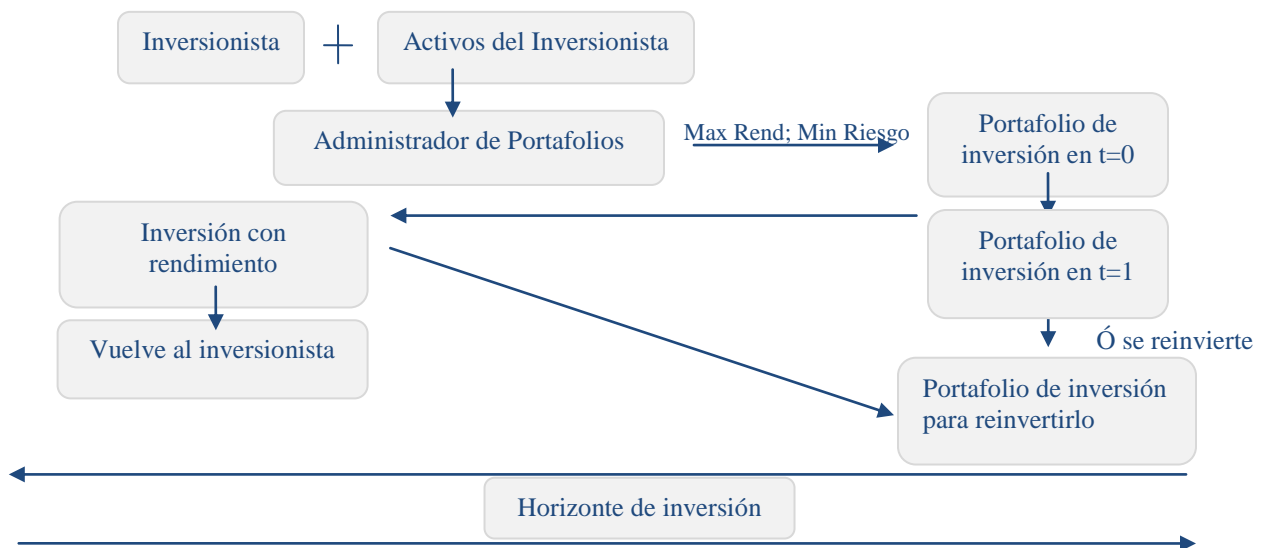 Inversionista
Activos del Inversionista
Administrador de Portafolios
Max Rend; Min Riesgo
Portafolio de
inversión en t=0
Inversión con
rendimiento
Portafolio de
inversión en t=1
Vuelve al inversionista
Ó se reinvierte
Portafolio de inversión
para reinvertirlo
Horizonte de inversión